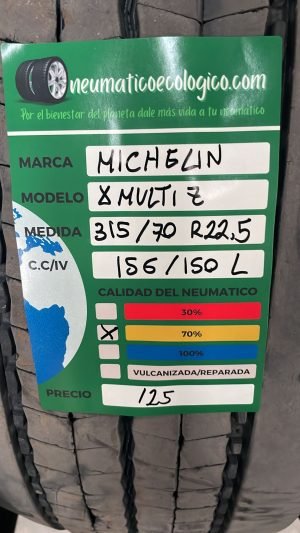 neumaticoecologico.com
Por el bienestar del planeta dale más vida a tu neumático
MARCA MICHELIN
MODELO X MULTI Z
MEDIDA 315/70 R22.5
C.C/IV 156/150 L
CALIDAD DEL NEUMATICO
30%
X 70%
100%
VULCANIZADA/REPARADA
PRECIO 125